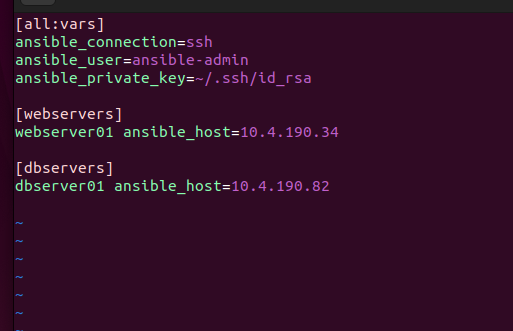 [all:vars]
ansible_connection=ssh
ansible_user=ansible-admin
ansible_private_key=~/.ssh/id_rsa
[webservers]
webserver01 ansible_host=10.4.190.34
[dbservers]
dbserver01 ansible_host=10.4.190.82
~
~
~
~
~
~
~